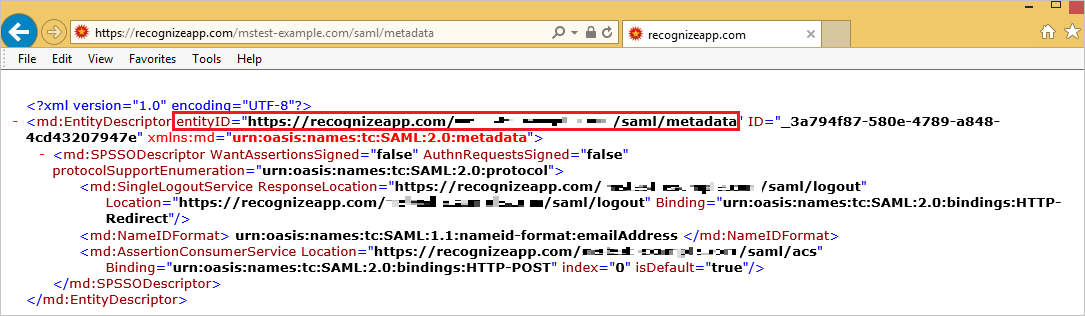 https://recognizeapp.com/mstest-example.com/saml/metadata
recognizeapp.com
File Edit View Favorites Tools Help
<?xml version="1.0" encoding="UTF-8"?>
- <md:EntityDescriptor entityID="https://recognizeapp.com/ /saml/metadata" ID="_3a794f87-580e-4789-a848-
4cd43207947e" xmlns:md="urn:oasis:names:tc:SAML:2.0:metadata">
- <md:SPSSODescriptor WantAssertionsSigned="false" AuthnRequestsSigned="false"
protocolSupportEnumeration="urn:oasis:names:tc:SAML:2.0:protocol">
<md:SingleLogoutService ResponseLocation="https://recognizeapp.com/ /saml/logout"
Location="https://recognizeapp.com/ /saml/logout" Binding="urn:oasis:names:tc:SAML:2.0:bindings:HTTP-
Redirect"/>
<md:NameIDFormat> urn:oasis:names:tc:SAML:1.1:nameid-format:emailAddress </md:NameIDFormat>
<md:AssertionConsumerService Location="https://recognizeapp.com/ /saml/acs"
Binding="urn:oasis:names:tc:SAML:2.0:bindings:HTTP-POST" index="0" isDefault="true"/>
</md:SPSSODescriptor>
</md:EntityDescriptor>